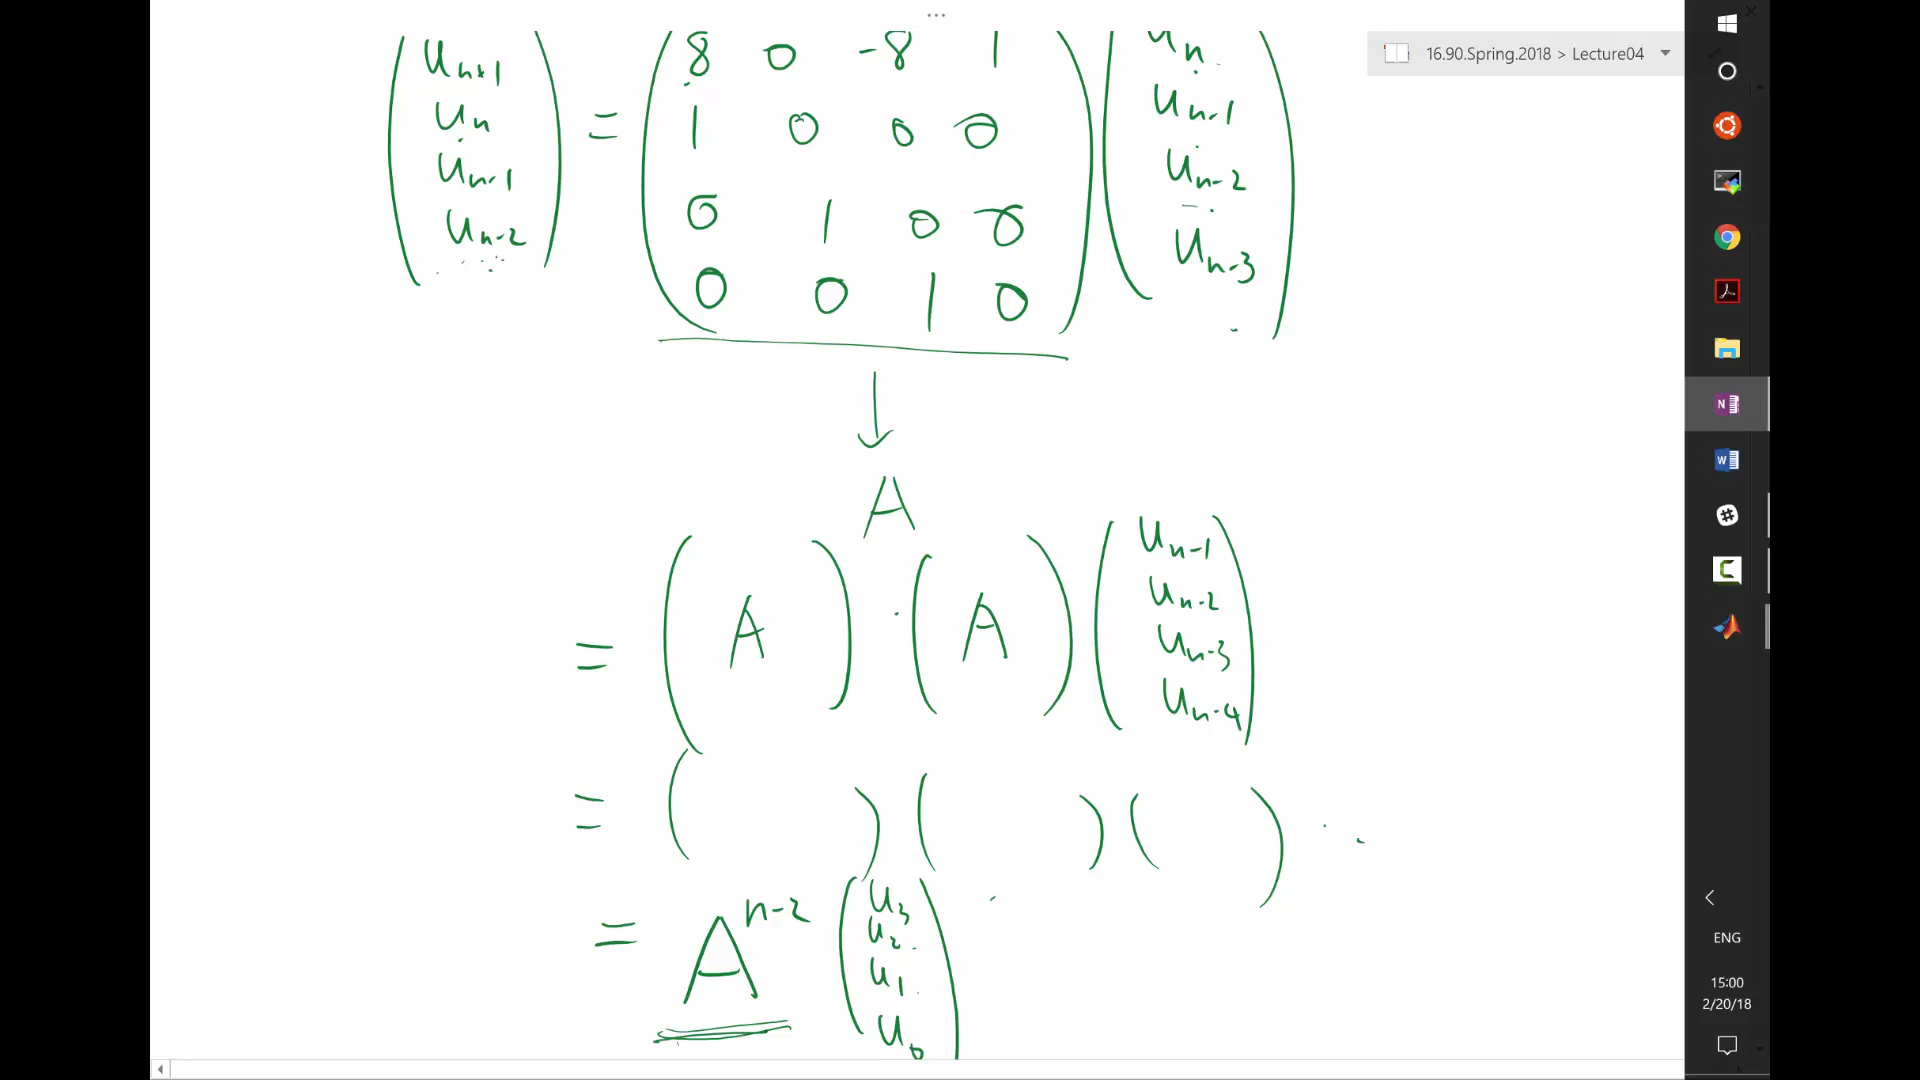 ...
16.90.Spring.2018 > Lecture04
u_{n+1} 8 0 -8 1 u_n
u_n = 1 0 0 0 u_{n-1}
u_{n-1} 0 1 0 0 u_{n-2}
u_{n-2} 0 0 1 0 u_{n-3}
↓
A
= (A) · (A) (u_{n-1}
u_{n-2}
u_{n-3}
u_{n-4})
= ( ) ( ) ( ) ..
= A^{n-2} (u_3
u_2
u_1
u_0
ENG
15:00
2/20/18